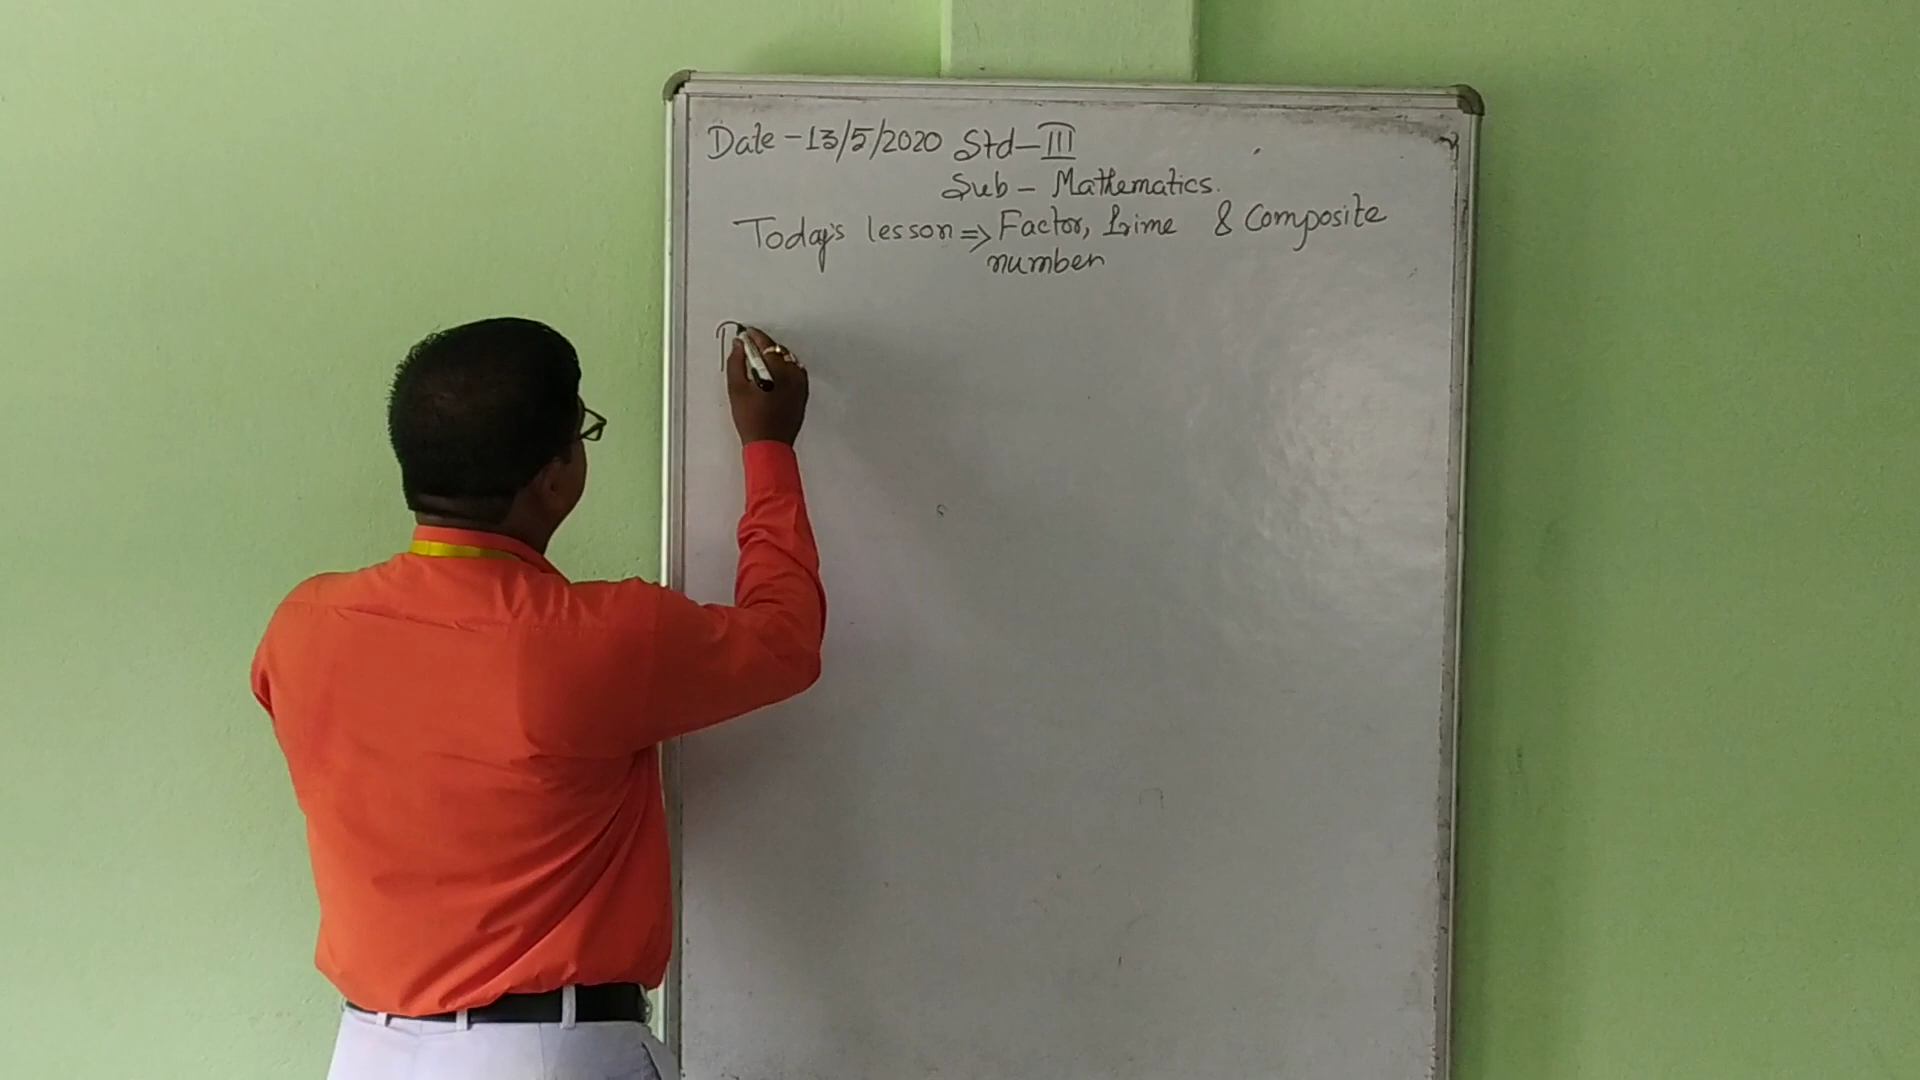 Date - 13/5/2020 Std - III
Sub - Mathematics.
Today's lesson => Factor, Prime & Composite
number